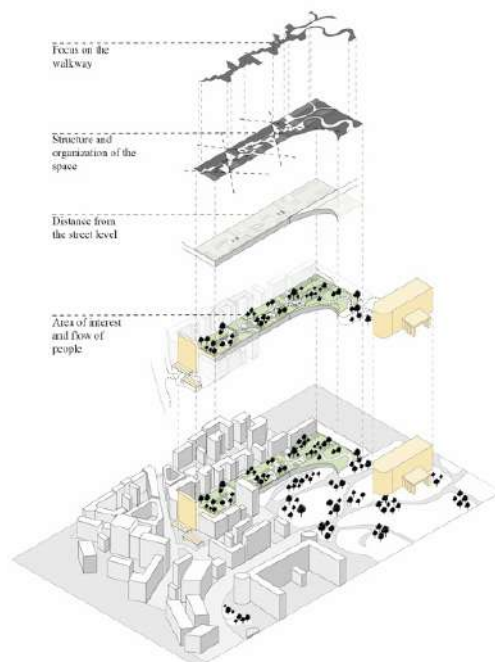 Focus on the
walkway
Structure and
organization of the
space
Distance from
the street level
Area of interest
and flow of
people